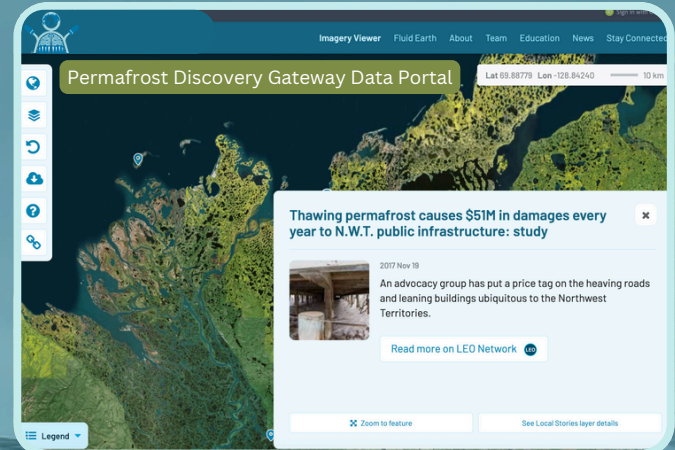 Sign in with
Imagery Viewer Fluid Earth About Team Education News Stay Connected
Permafrost Discovery Gateway Data Portal
Lat 69.88779 Lon -128.84240 10 km
Thawing permafrost causes $51M in damages every
year to N.W.T. public infrastructure: study
2017 Nov 19
An advocacy group has put a price tag on the heaving roads
and leaning buildings ubiquitous to the Northwest
Territories.
Read more on LEO Network LEO
Zoom to feature See Local Stories layer details
Legend